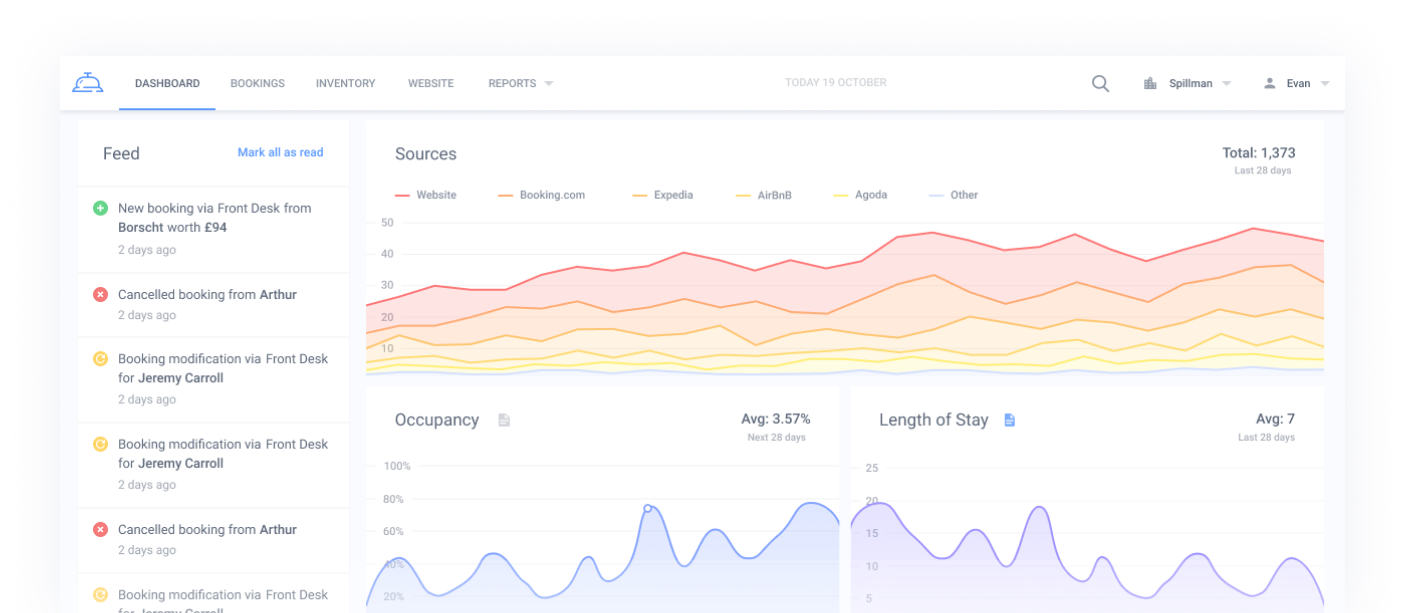 DASHBOARD BOOKINGS INVENTORY WEBSITE REPORTS TODAY 19 OCTOBER Spillman Evan
Feed Mark all as read
New booking via Front Desk from
Borscht worth £94
2 days ago
Cancelled booking from Arthur
2 days ago
Booking modification via Front Desk
for Jeremy Carroll
2 days ago
Booking modification via Front Desk
for Jeremy Carroll
2 days ago
Cancelled booking from Arthur
2 days ago
Booking modification via Front Desk
for Jeremy Carroll
Sources Total: 1,373
Last 28 days
Website Booking.com Expedia AirBnB Agoda Other
50
40
30
20
10
Occupancy Avg: 3.57%
Next 28 days
100%
80%
60%
40%
20%
Length of Stay Avg: 7
Last 28 days
25
20
15
10
5